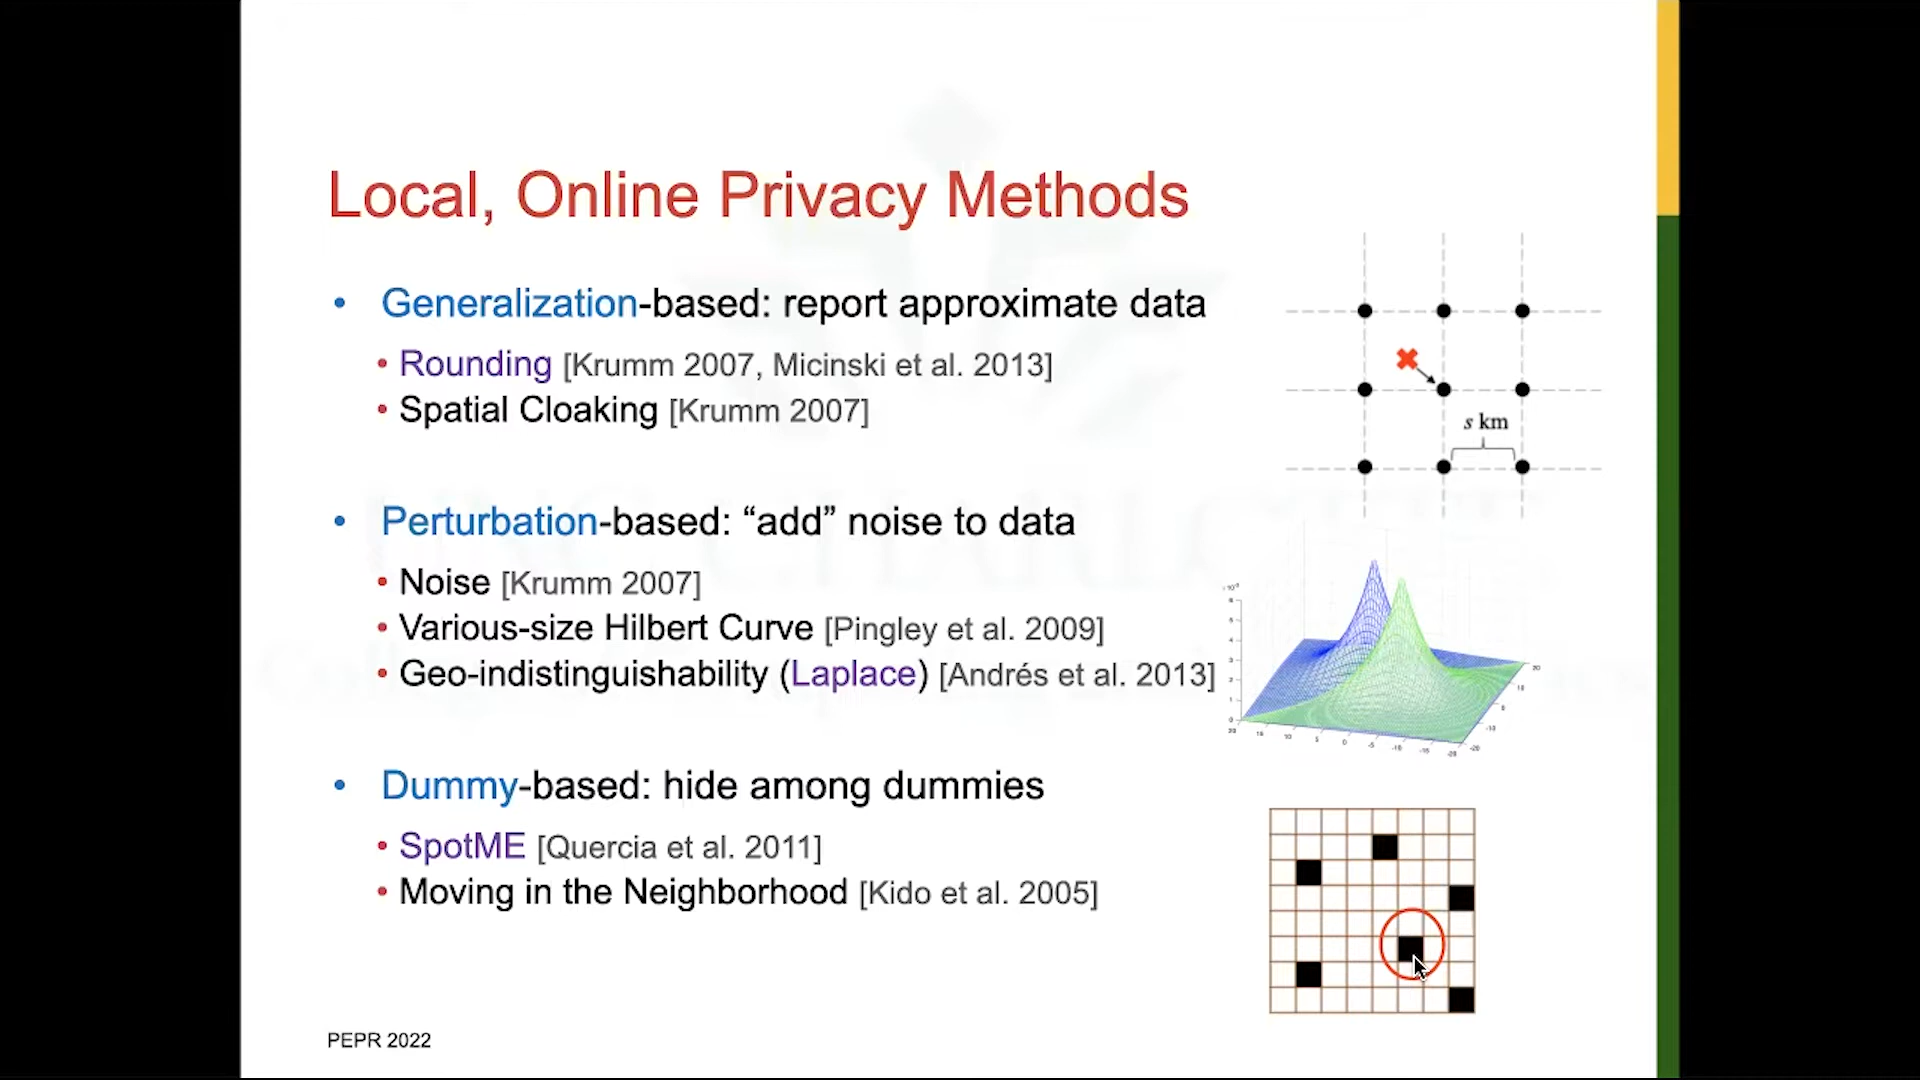 Local, Online Privacy Methods
• Generalization-based: report approximate data
• Rounding [Krumm 2007, Micinski et al. 2013]
• Spatial Cloaking [Krumm 2007]
s km
• Perturbation-based: “add” noise to data
• Noise [Krumm 2007]
• Various-size Hilbert Curve [Pingley et al. 2009]
• Geo-indistinguishability (Laplace) [Andrés et al. 2013]
• Dummy-based: hide among dummies
• SpotME [Quercia et al. 2011]
• Moving in the Neighborhood [Kido et al. 2005]
PEPR 2022